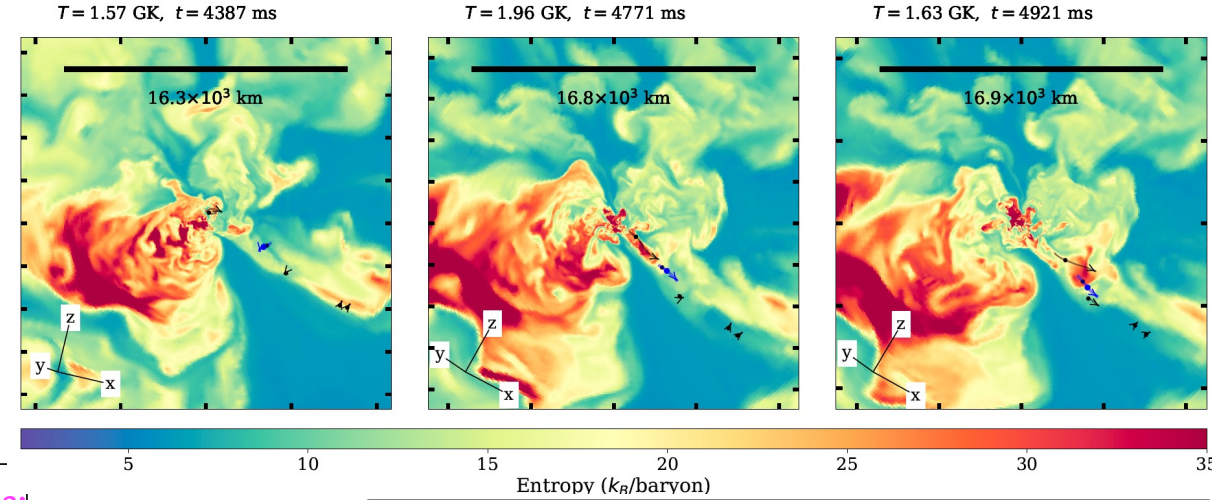 T = 1.57 GK, t = 4387 ms
T = 1.96 GK, t = 4771 ms
T = 1.63 GK, t = 4921 ms
16.3×10³ km
16.8×10³ km
16.9×10³ km
z
y
x
z
y
x
z
y
x
5 10 15 20 25 30 35
Entropy (k_B/baryon)